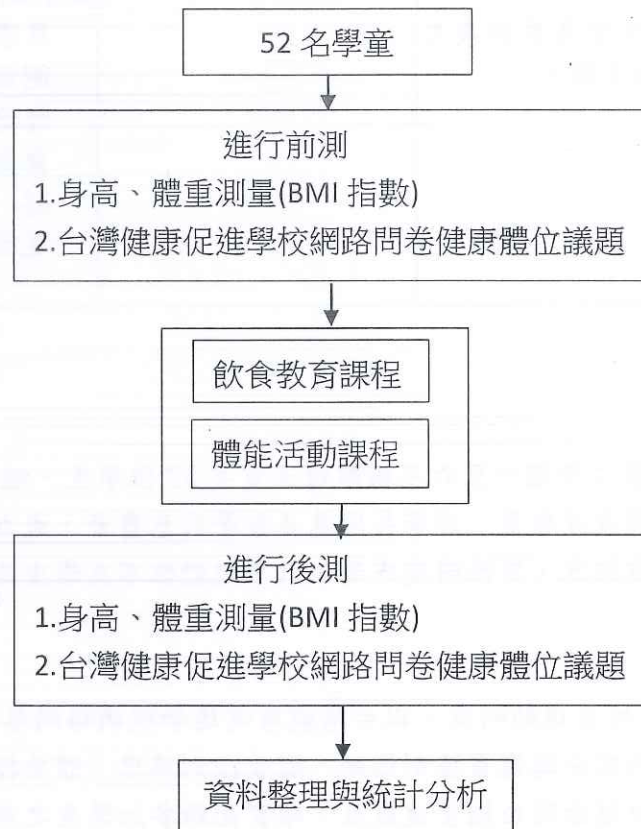 52 名學童
進行前測
1.身高、體重測量(BMI 指數)
2.台灣健康促進學校網路問卷健康體位議題
飲食教育課程
體能活動課程
進行後測
1.身高、體重測量(BMI 指數)
2.台灣健康促進學校網路問卷健康體位議題
資料整理與統計分析